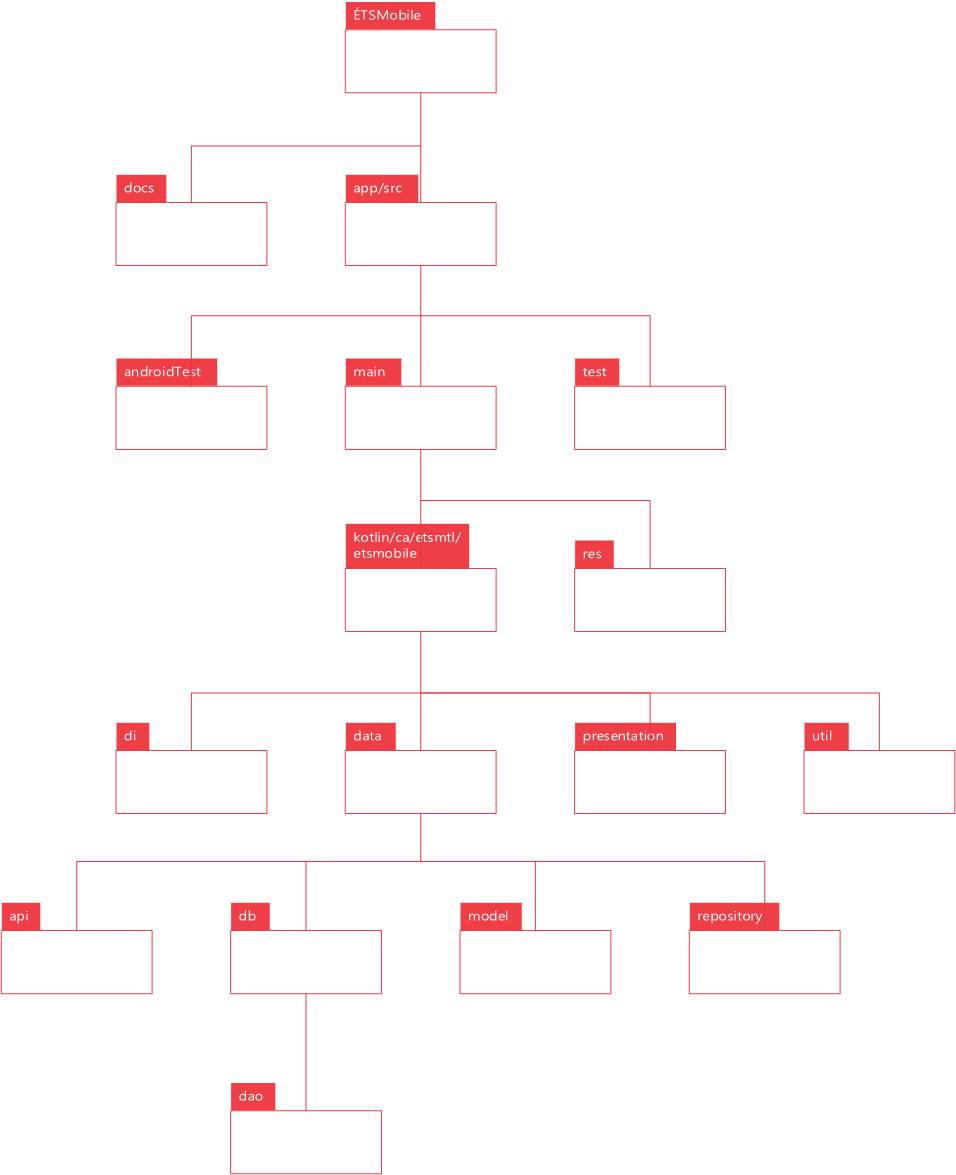 ÉTSMobile
docs
app/src
androidTest
main
test
kotlin/ca/etsmtl/
etsmobile
res
di
data
presentation
util
api
db
model
repository
dao